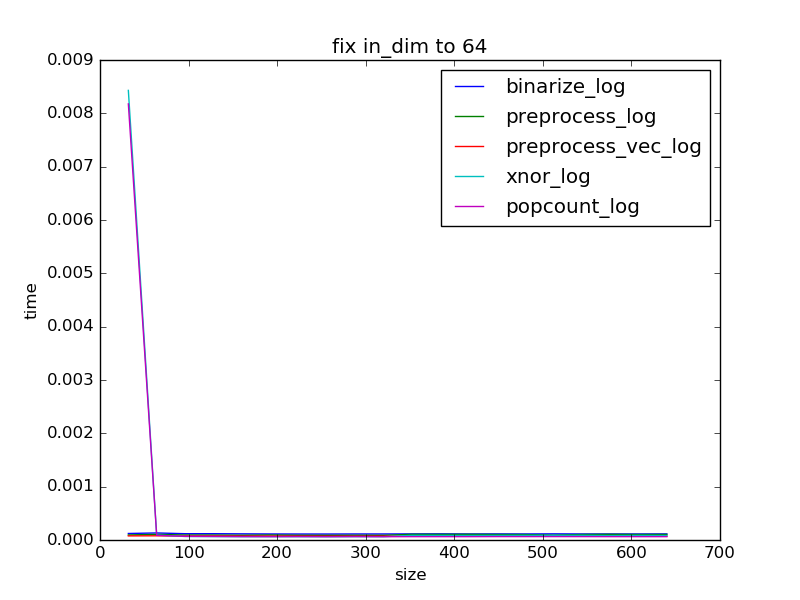 fix in_dim to 64
0.009
0.008
0.007
0.006
0.005
0.004
0.003
0.002
0.001
0.000
time
binarize_log
preprocess_log
preprocess_vec_log
xnor_log
popcount_log
0 100 200 300 400 500 600 700
size